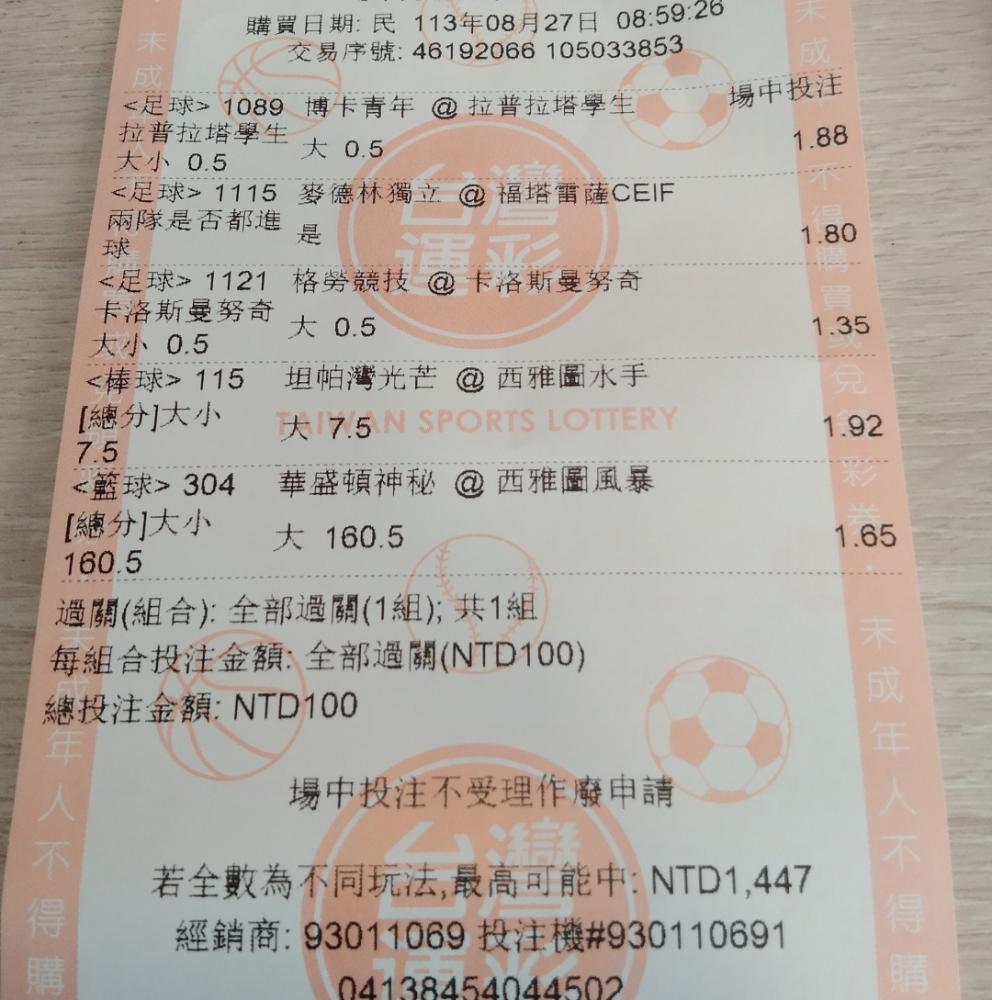 購買日期: 民 113年08月27日 08:59:26
交易序號: 46192066 105033853
場中投注
<足球> 1089 博卡青年 @ 拉普拉塔學生
拉普拉塔學生
大小 0.5 大 0.5 1.88
<足球> 1115 麥德林獨立 @ 福塔雷薩CEIF
兩隊是否都進
球 是 1.80
<足球> 1121 格勞競技 @ 卡洛斯曼努奇
卡洛斯曼努奇
大小 0.5 大 0.5 1.35
<棒球> 115 坦帕灣光芒 @ 西雅圖水手
TAIWAN SPORTS LOTTERY
[總分]大小
7.5 大 7.5 1.92
<籃球> 304 華盛頓神秘 @ 西雅圖風暴
[總分]大小
160.5 大 160.5 1.65
過關(組合): 全部過關(1組); 共1組
每組合投注金額: 全部過關(NTD100)
總投注金額: NTD100
場中投注不受理作廢申請
若全數為不同玩法,最高可能中: NTD1,447
經銷商: 93011069 投注機#930110691
04138454044502
台灣
運彩
台灣
運彩
未成年人不得購
未成年人不得購